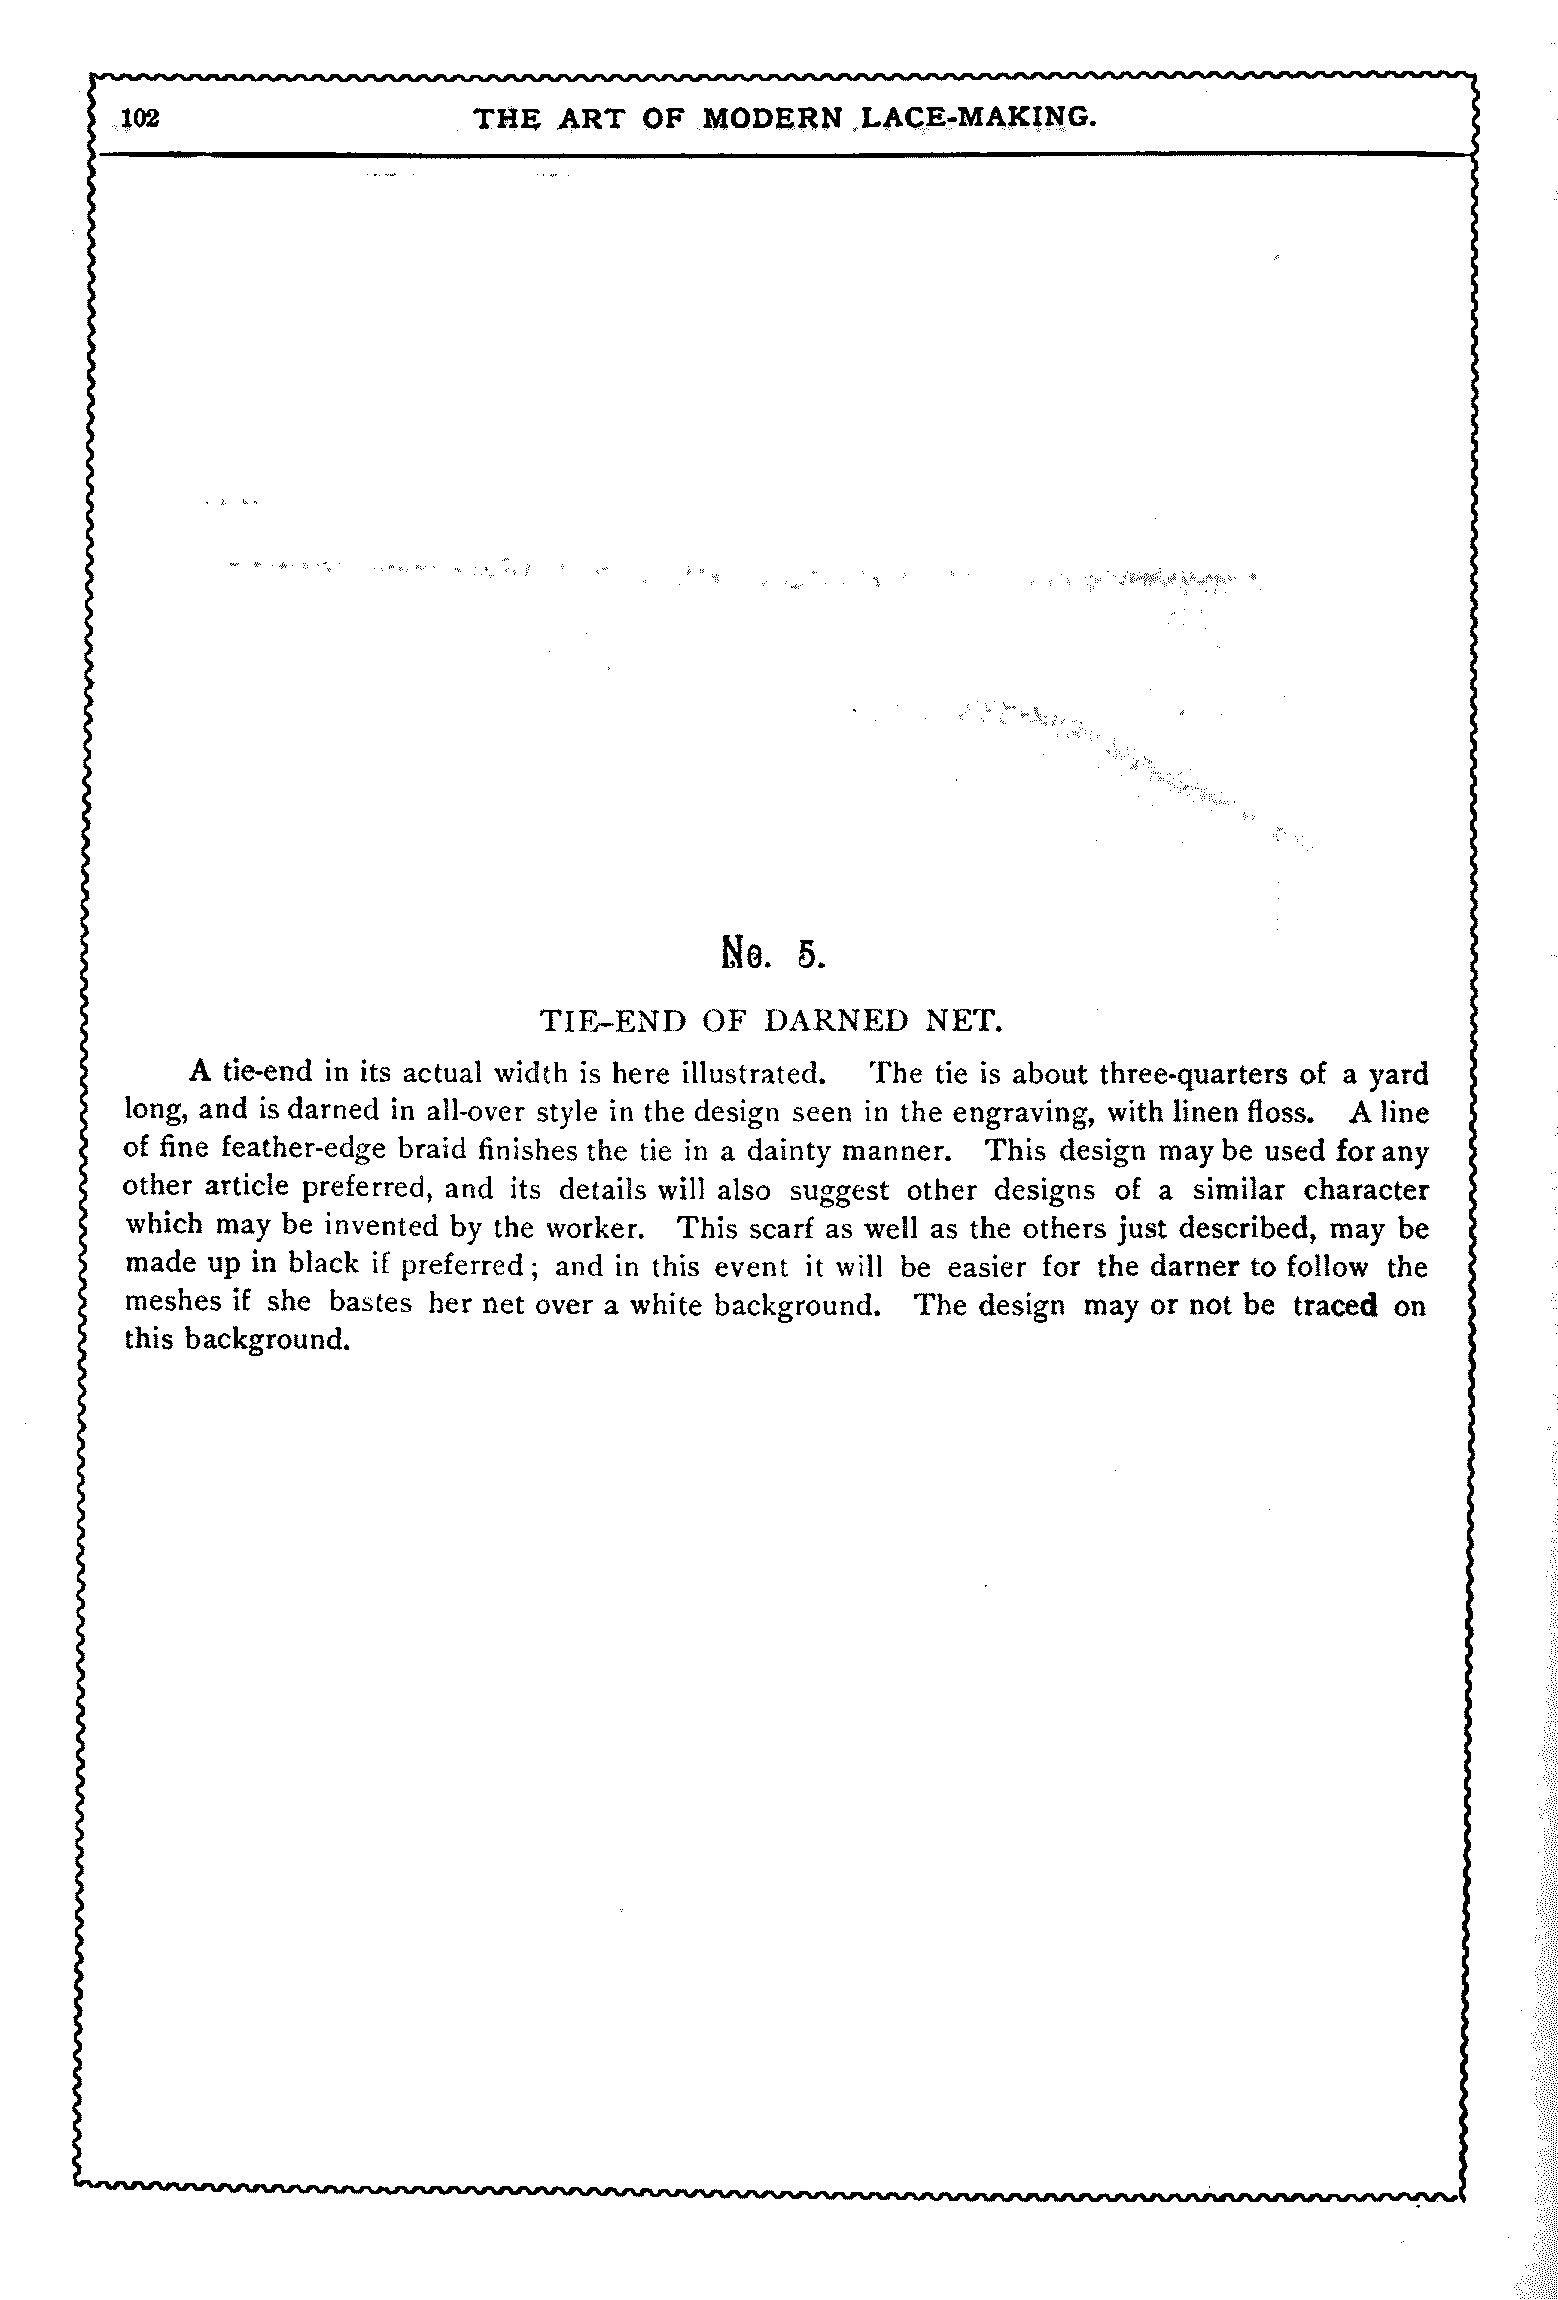 102
THE ART OF MODERN LACE-MAKING.
No. 5.
TIE-END OF DARNED NET.
A tie-end in its actual width is here illustrated. The tie is about three-quarters of a yard
long, and is darned in all-over style in the design seen in the engraving, with linen floss. A line
of fine feather-edge braid finishes the tie in a dainty manner. This design may be used for any
other article preferred, and its details will also suggest other designs of a similar character
which may be invented by the worker. This scarf as well as the others just described, may be
made up in black if preferred; and in this event it will be easier for the darner to follow the
meshes if she bastes her net over a white background. The design may or not be traced on
this background.